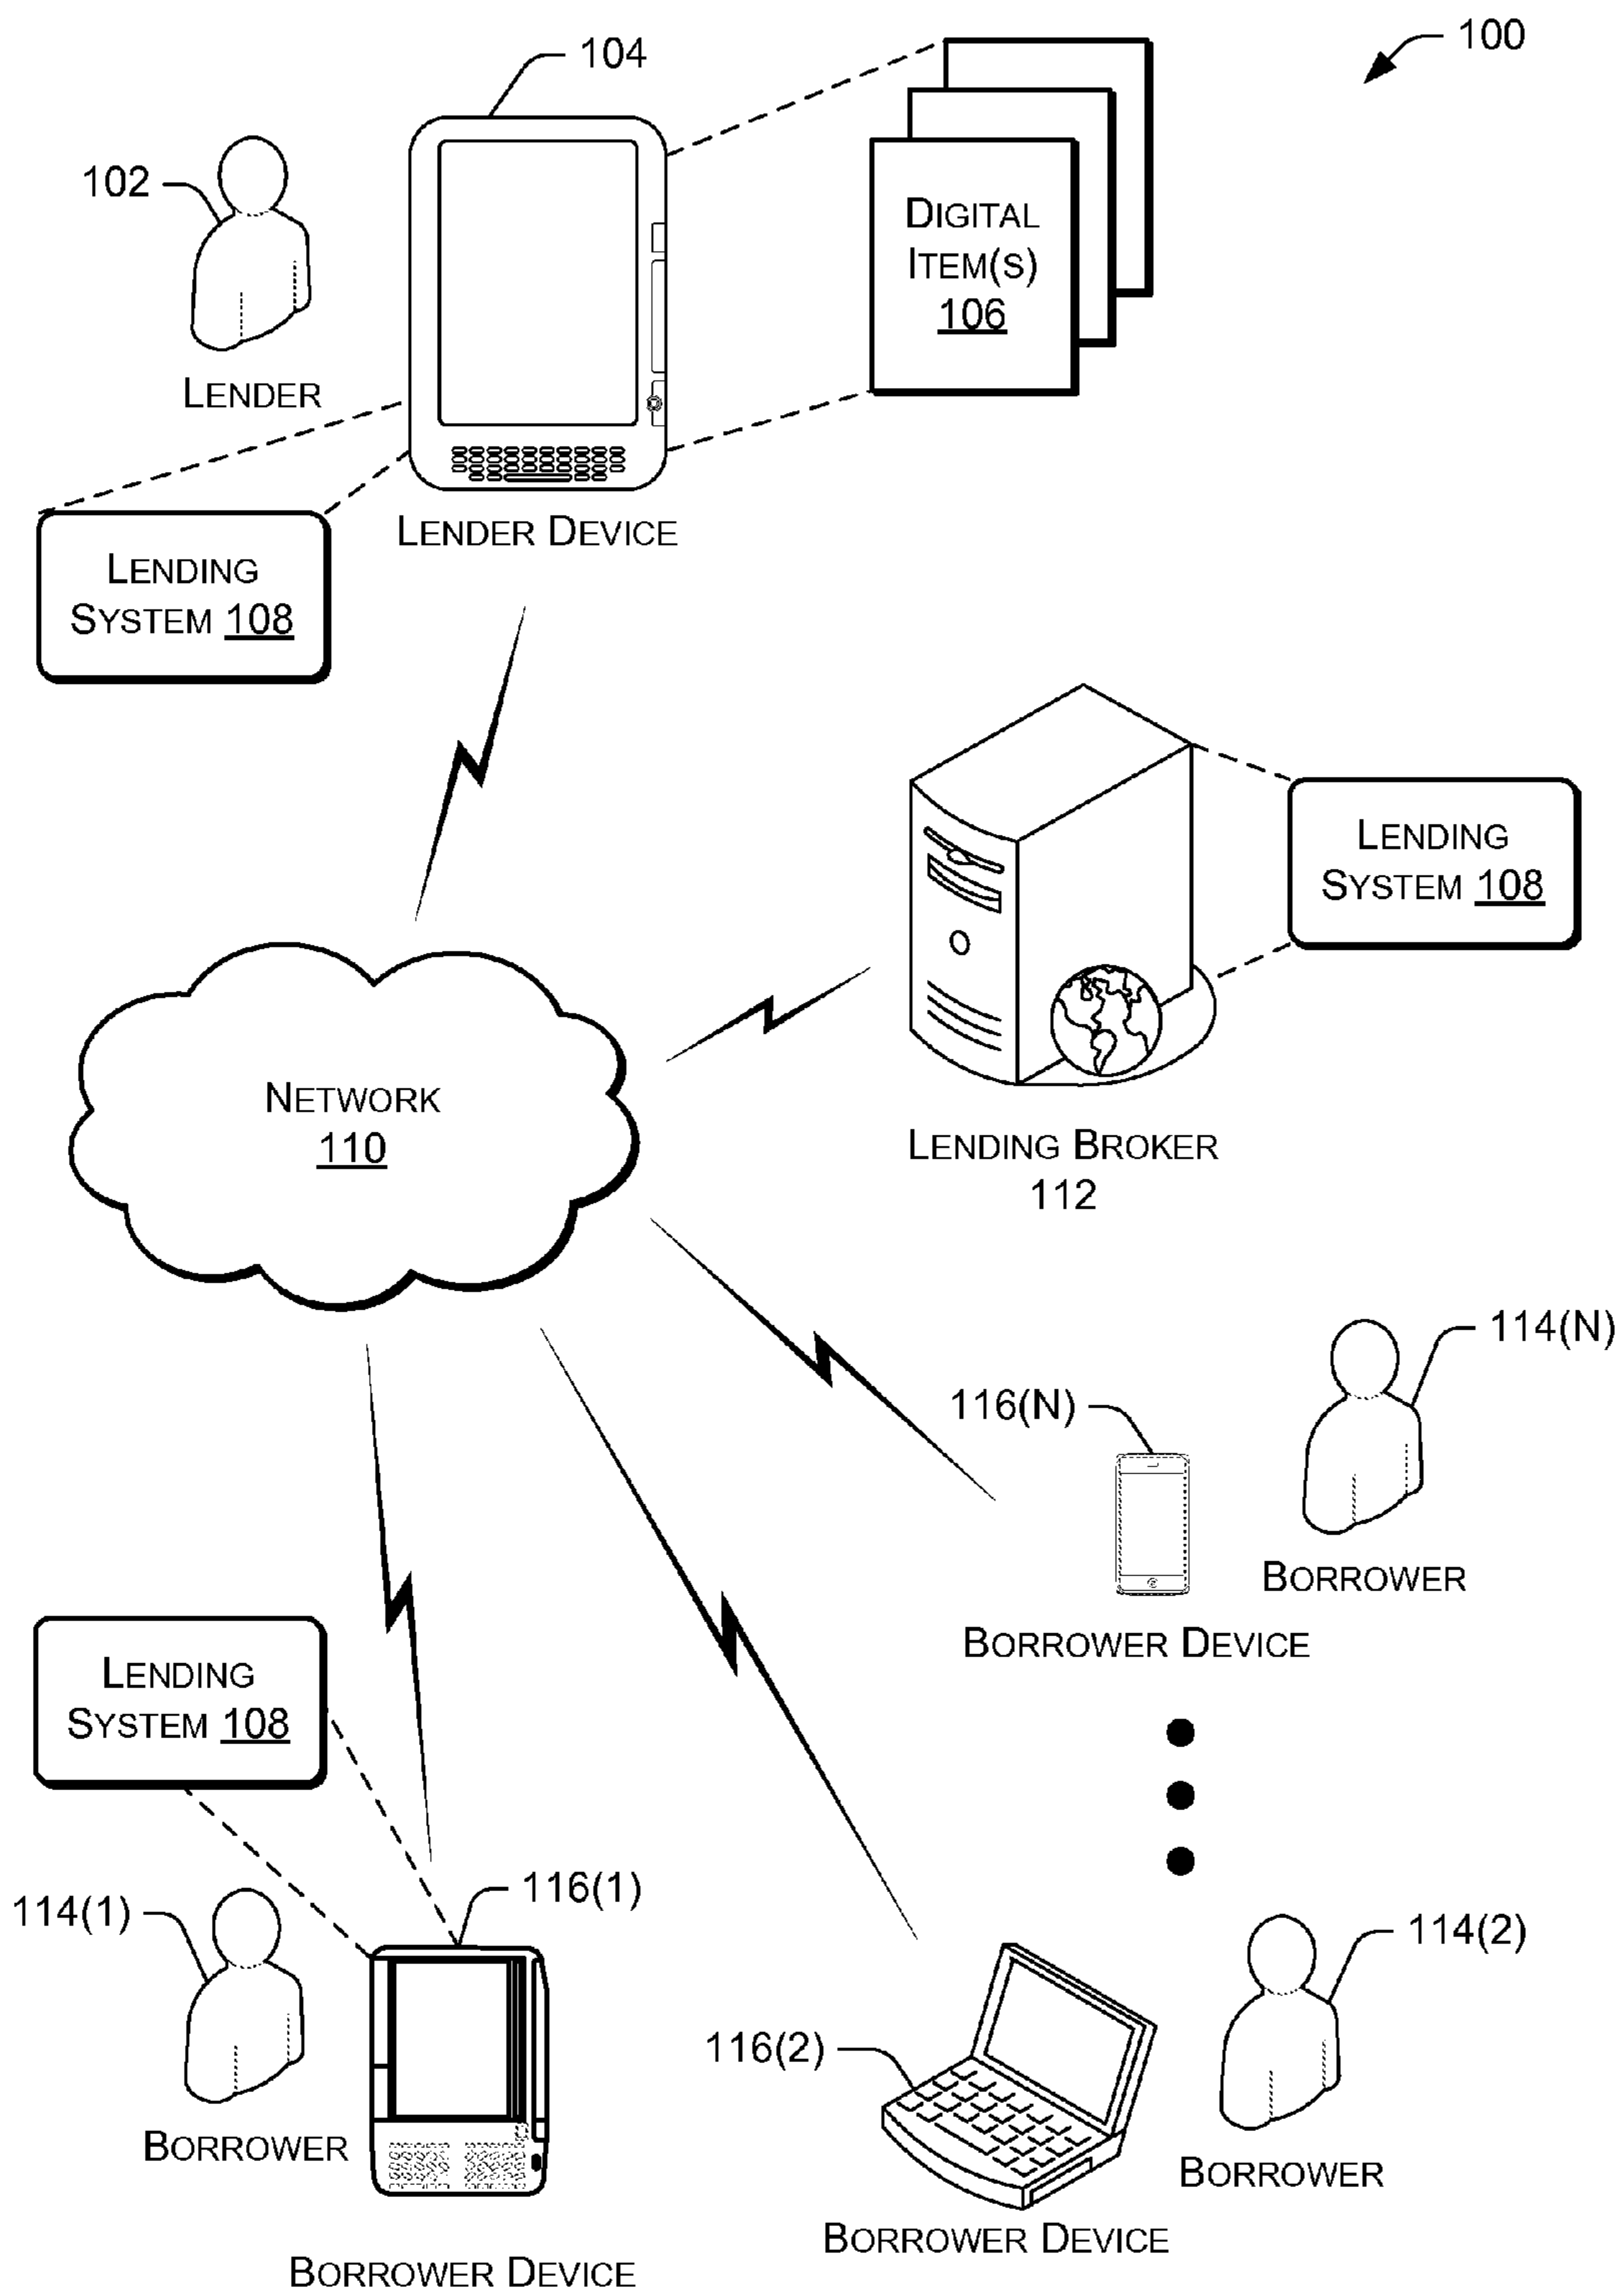 100
104
102
DIGITAL
ITEM(S)
106
LENDER
LENDER DEVICE
LENDING
SYSTEM 108
LENDING
SYSTEM 108
NETWORK
110
LENDING BROKER
112
114(N)
116(N)
BORROWER
BORROWER DEVICE
LENDING
SYSTEM 108
114(1)
116(1)
BORROWER
BORROWER DEVICE
114(2)
116(2)
BORROWER
BORROWER DEVICE